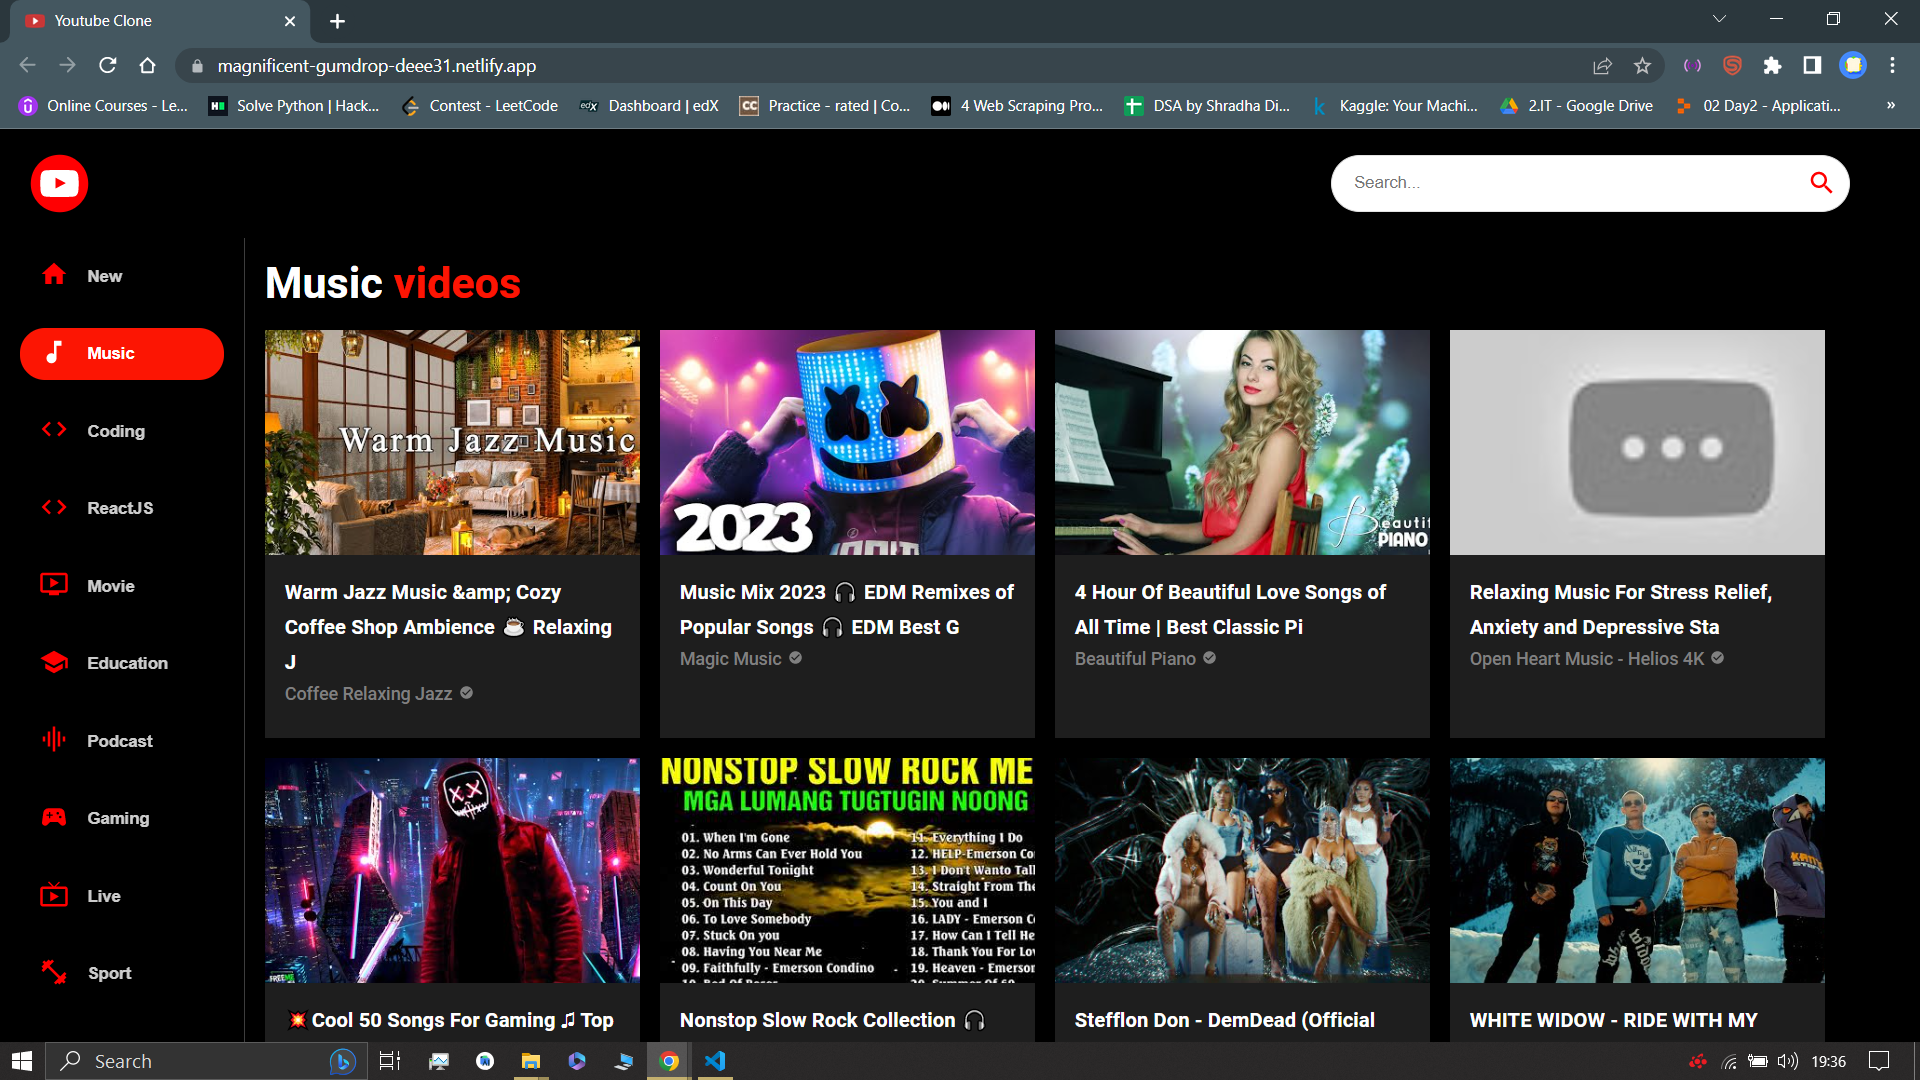 Youtube Clone
magnificent-gumdrop-deee31.netlify.app
Online Courses - Le...
Solve Python | Hack...
Contest - LeetCode
edX Dashboard | edX
CC Practice - rated | Co...
4 Web Scraping Pro...
DSA by Shradha Di...
k Kaggle: Your Machi...
2.IT - Google Drive
02 Day2 - Applicati...
»
Search...
New
Music
Coding
ReactJS
Movie
Education
Podcast
Gaming
Live
Sport
Music videos
Warm Jazz Music
Warm Jazz Music &amp; Cozy
Coffee Shop Ambience ☕ Relaxing
J
Coffee Relaxing Jazz
2023
Music Mix 2023 🎧 EDM Remixes of
Popular Songs 🎧 EDM Best G
Magic Music
Beautif
PIANO
4 Hour Of Beautiful Love Songs of
All Time | Best Classic Pi
Beautiful Piano
Relaxing Music For Stress Relief,
Anxiety and Depressive Sta
Open Heart Music - Helios 4K
💥Cool 50 Songs For Gaming ♫ Top
NONSTOP SLOW ROCK ME
MGA LUMANG TUGTUGIN NOONG
01. When I'm Gone
02. No Arms Can Ever Hold You
03. Wonderful Tonight
04. Count On You
05. On This Day
06. To Love Somebody
07. Stuck On you
08. Having You Near Me
09. Faithfully - Emerson Condino
11. Everything I Do
12. HELP-Emerson Co
13. I Don't Wanto Tal
14. Straight From The
15. You and I
16. LADY - Emerson C
17. How Can I Tell He
18. Thank You For Lo
19. Heaven - Emerson
Nonstop Slow Rock Collection 🎧
Stefflon Don - DemDead (Official
WHITE WIDOW - RIDE WITH MY
Search
19:36